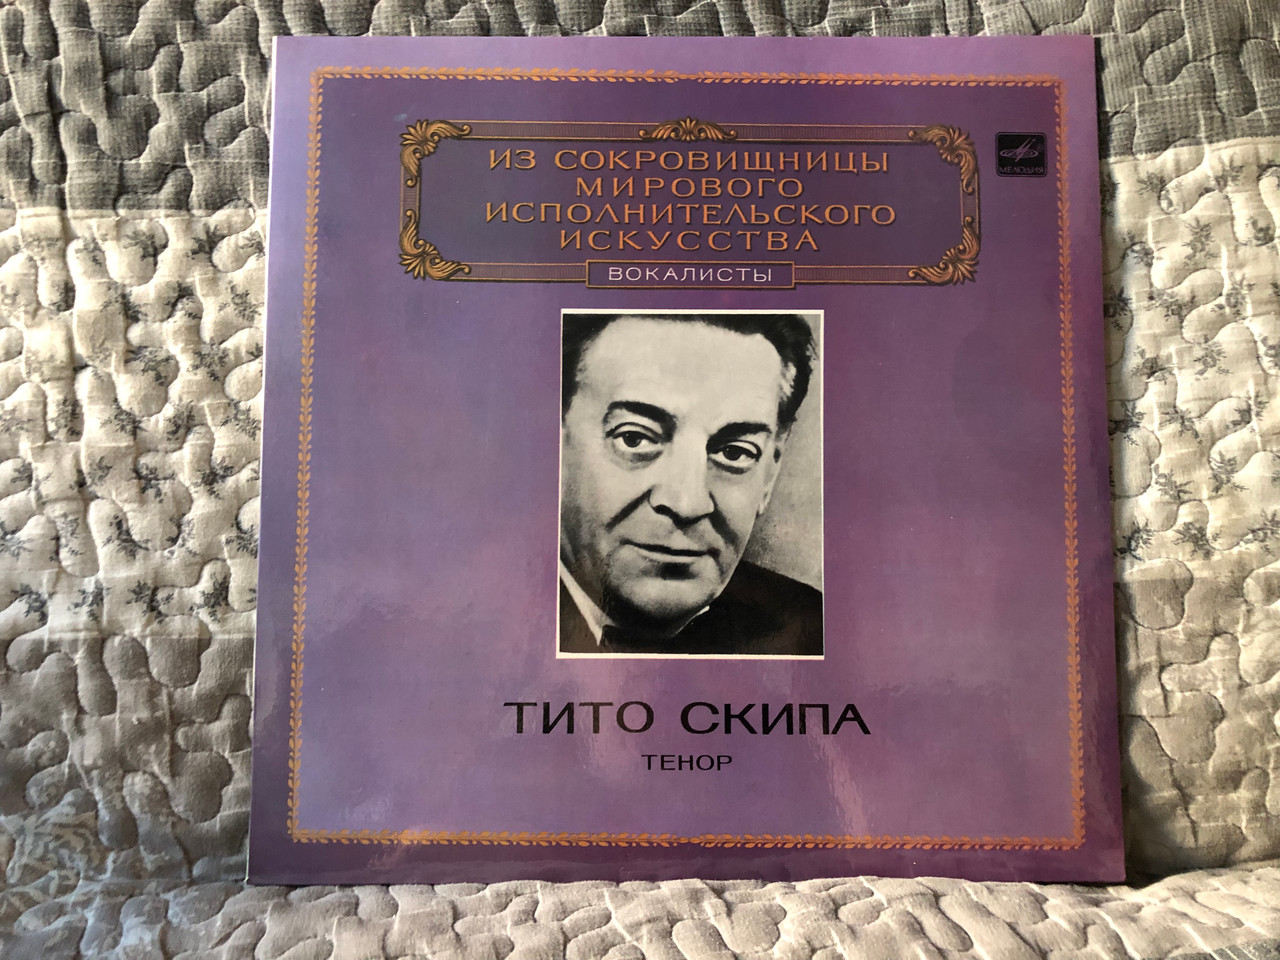 ИЗ СОКРОВИЩНИЦЫ
МИРОВОГО
ИСПОЛНИТЕЛЬСКОГО
ИСКУССТВА
ВОКАЛИСТЫ
МЕЛОДИЯ
ТИТО СКИПА
ТЕНОР